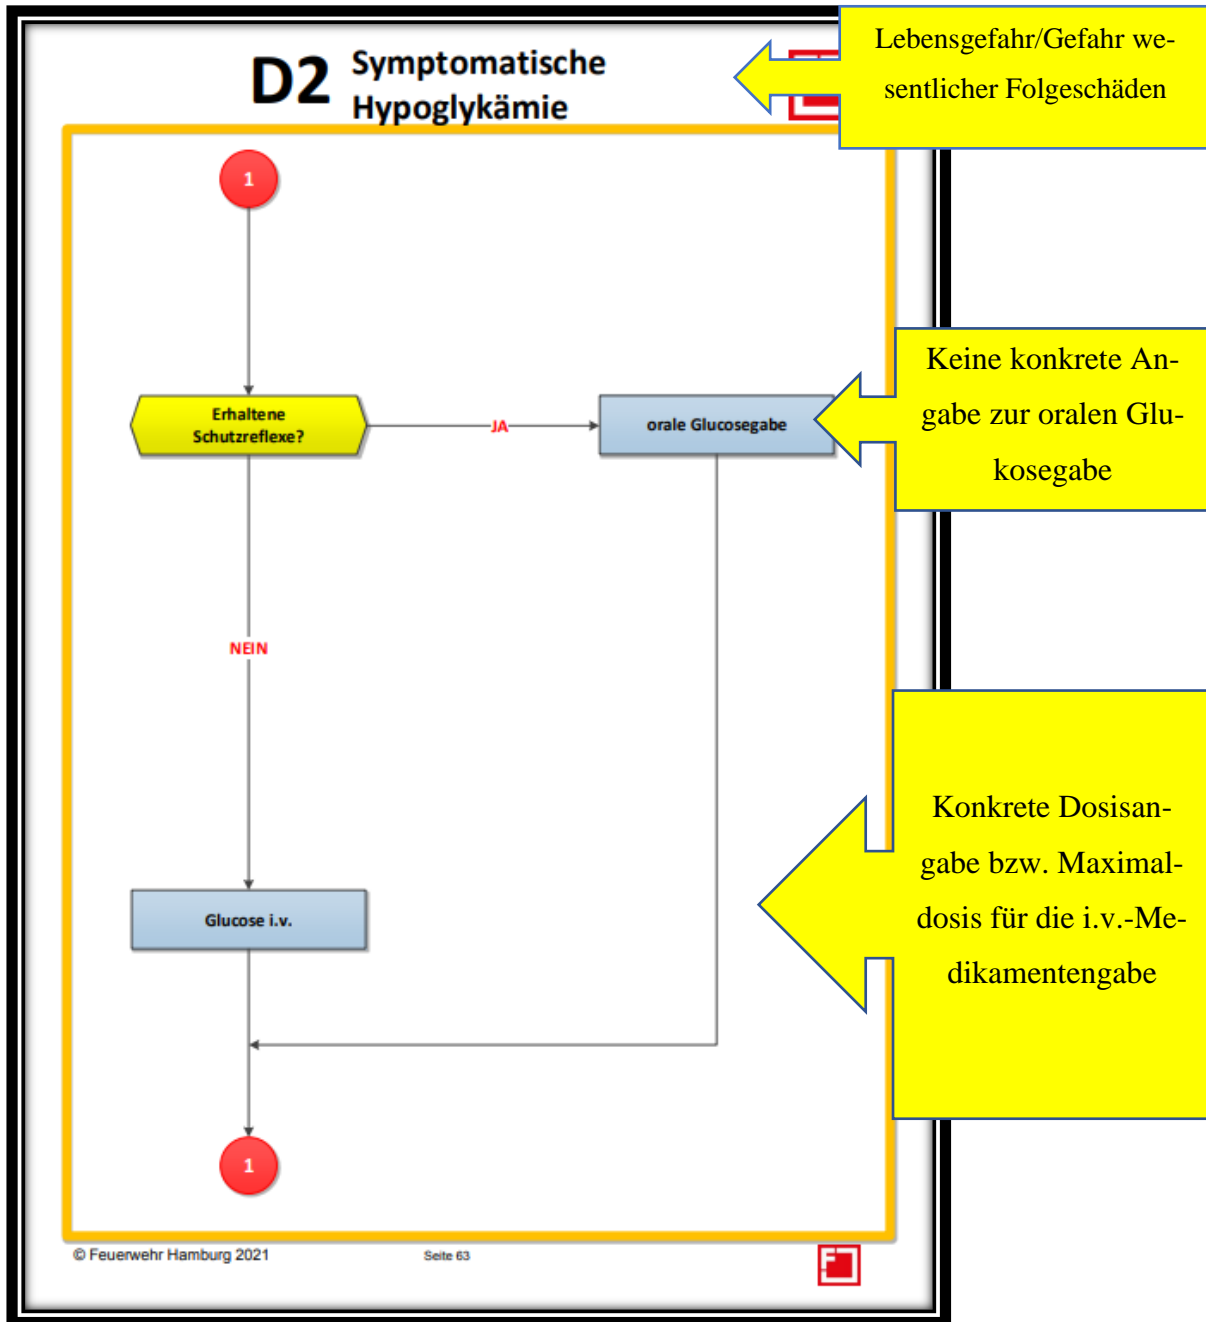 D2 Symptomatische
Hypoglykämie
Lebensgefahr/Gefahr we-
sentlicher Folgeschäden
1
Erhaltene
Schutzreflexe?
JA
orale Glucosegabe
Keine konkrete An-
gabe zur oralen Glu-
kosegabe
NEIN
Konkrete Dosisan-
gabe bzw. Maximal-
dosis für die i.v.-Me-
dikamentengabe
Glucose i.v.
1
© Feuerwehr Hamburg 2021 Seite 63